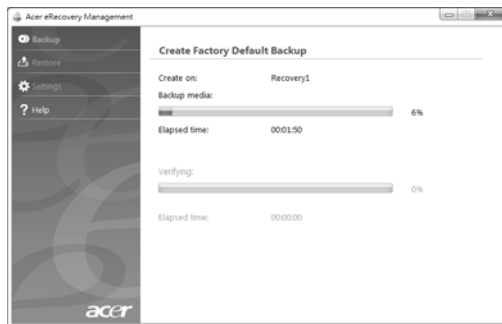 Acer eRecovery Management
Backup
Restore
Settings
Help
Create Factory Default Backup
Create on: Recovery1
Backup media:
6%
Elapsed time: 00:01:50
Verifying:
0%
Elapsed time: 00:00:00
acer